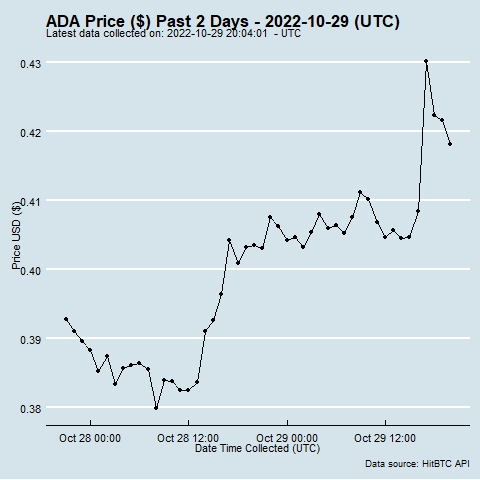 ADA Price ($) Past 2 Days - 2022-10-29 (UTC)
Latest data collected on: 2022-10-29 20:04:01 - UTC
0.43
0.42
0.41
0.40
0.39
0.38
Price USD ($)
Oct 28 00:00
Oct 28 12:00
Oct 29 00:00
Oct 29 12:00
Date Time Collected (UTC)
Data source: HitBTC API